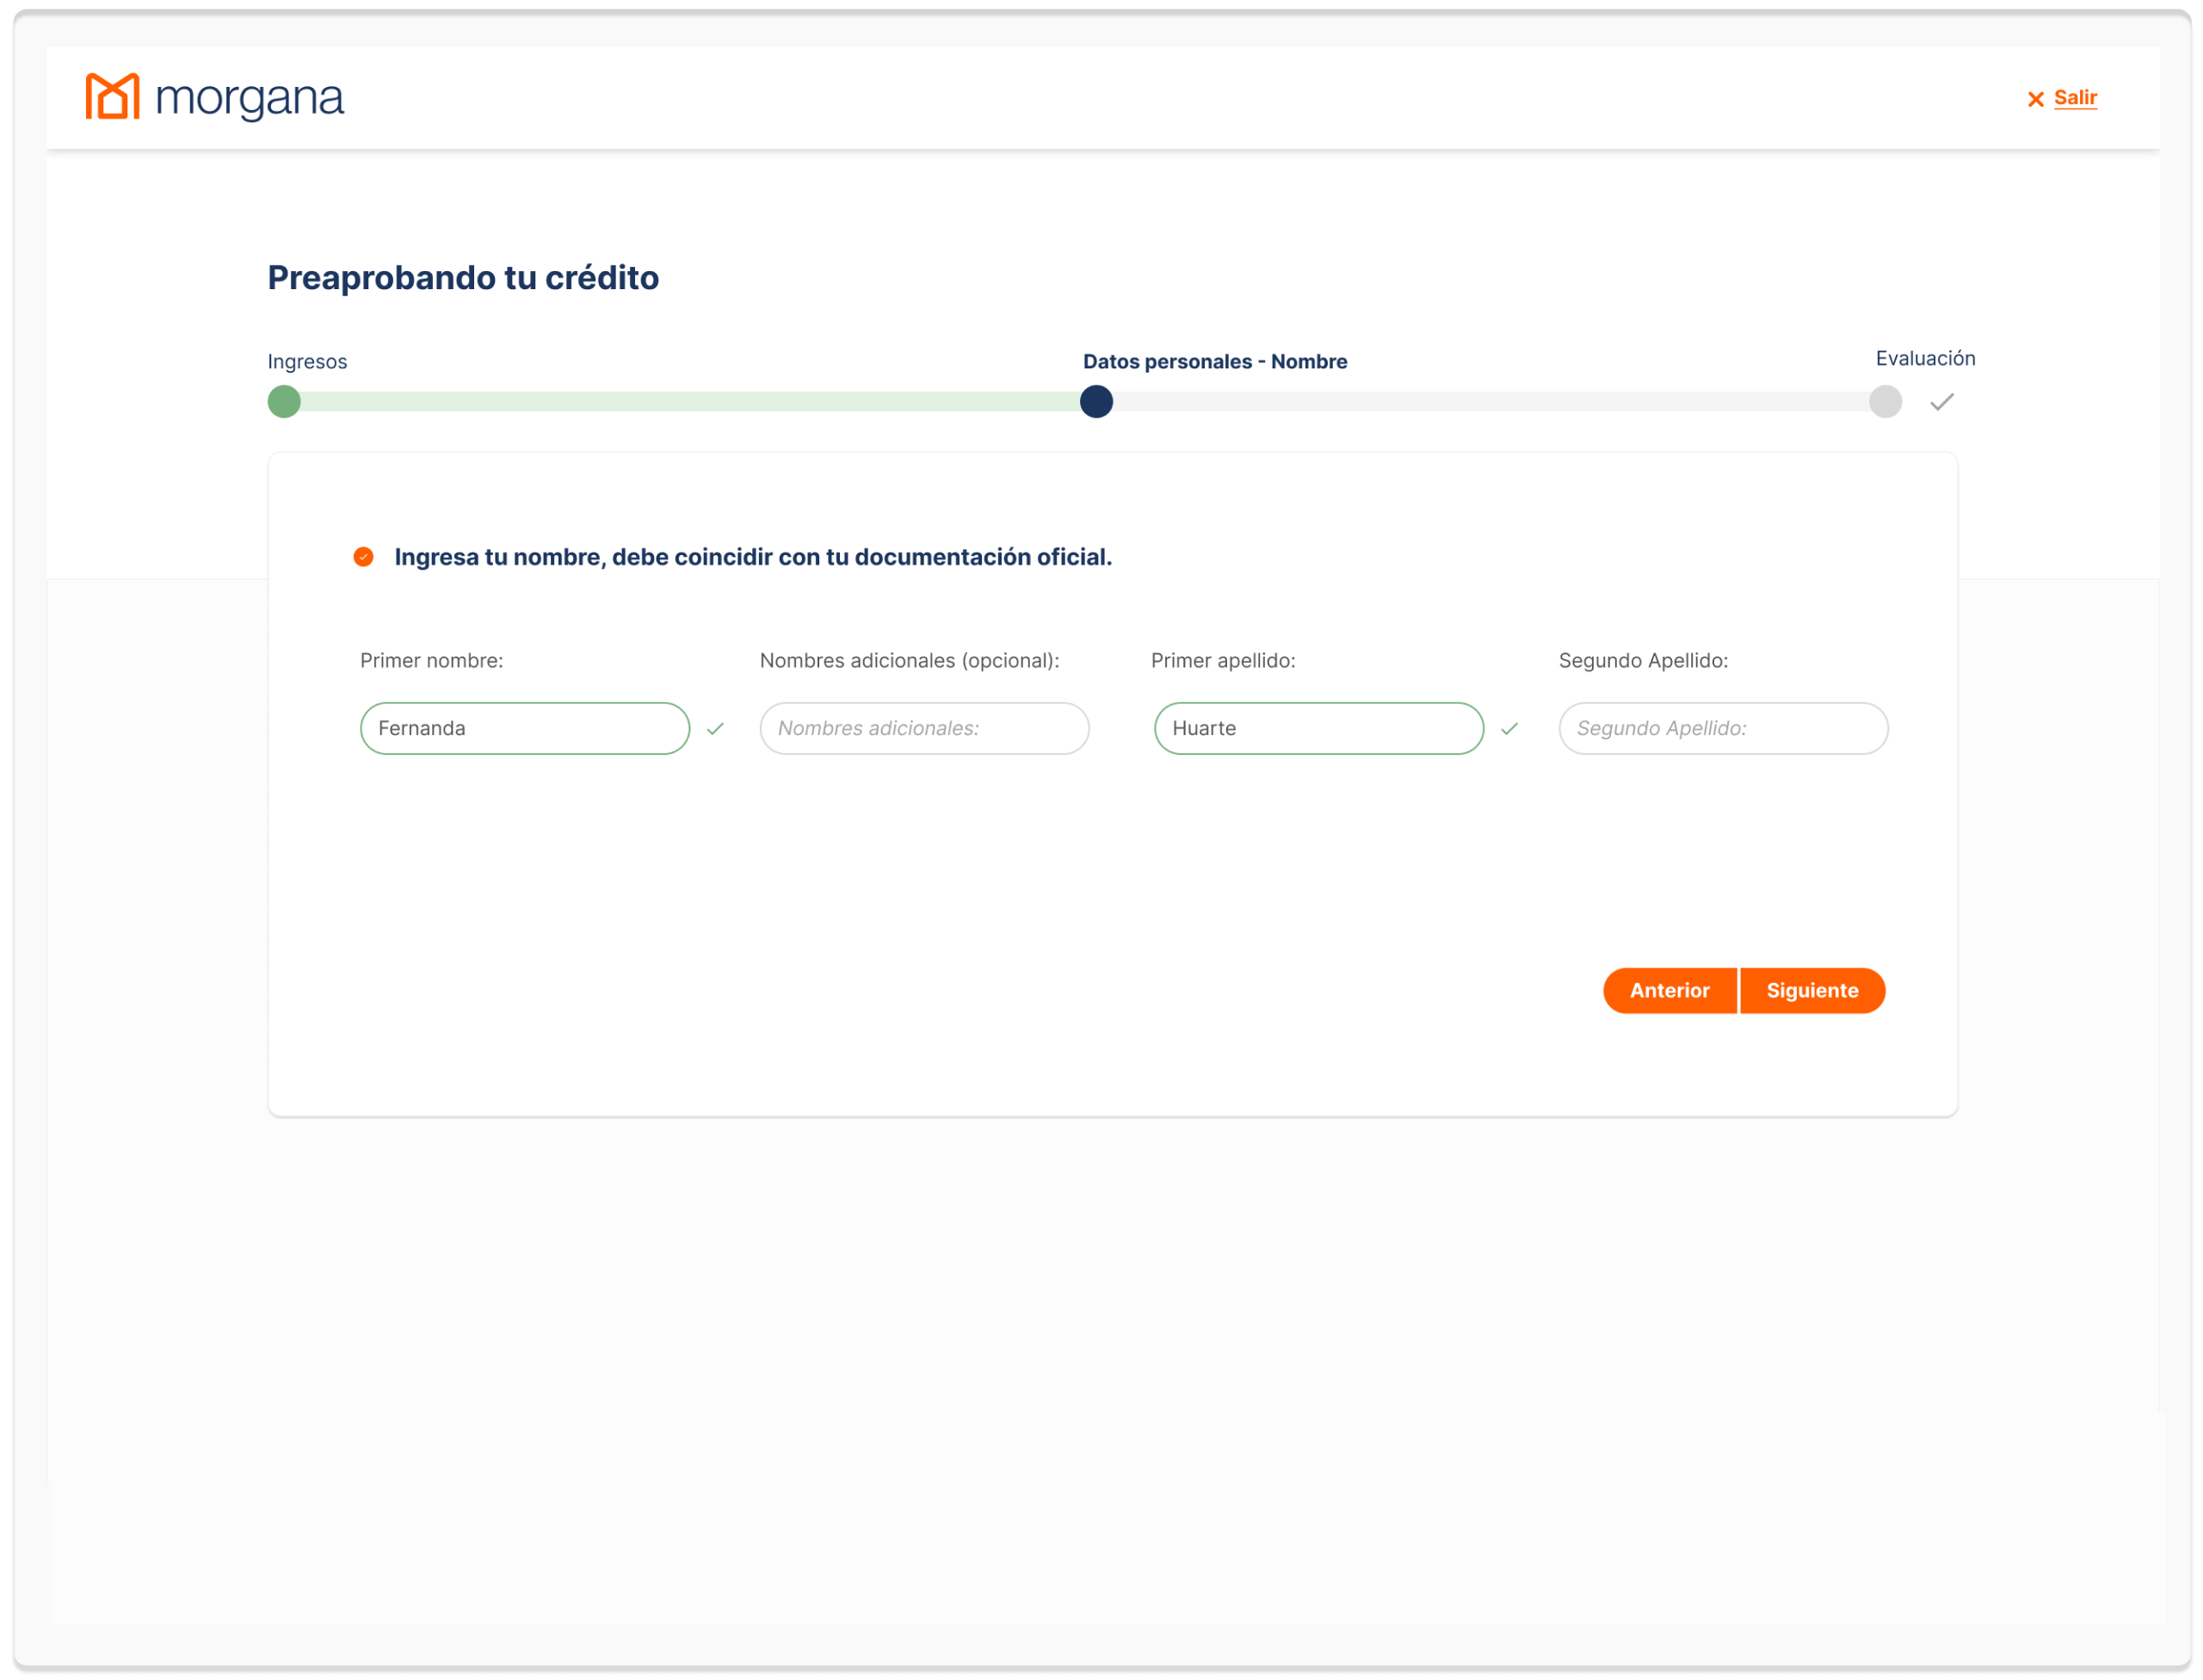 morgana
Salir
Preaprobando tu crédito
Ingresos
Datos personales - Nombre
Evaluación
Ingresa tu nombre, debe coincidir con tu documentación oficial.
Primer nombre:
Nombres adicionales (opcional):
Primer apellido:
Segundo Apellido:
Fernanda
Nombres adicionales:
Huarte
Segundo Apellido:
Anterior
Siguiente